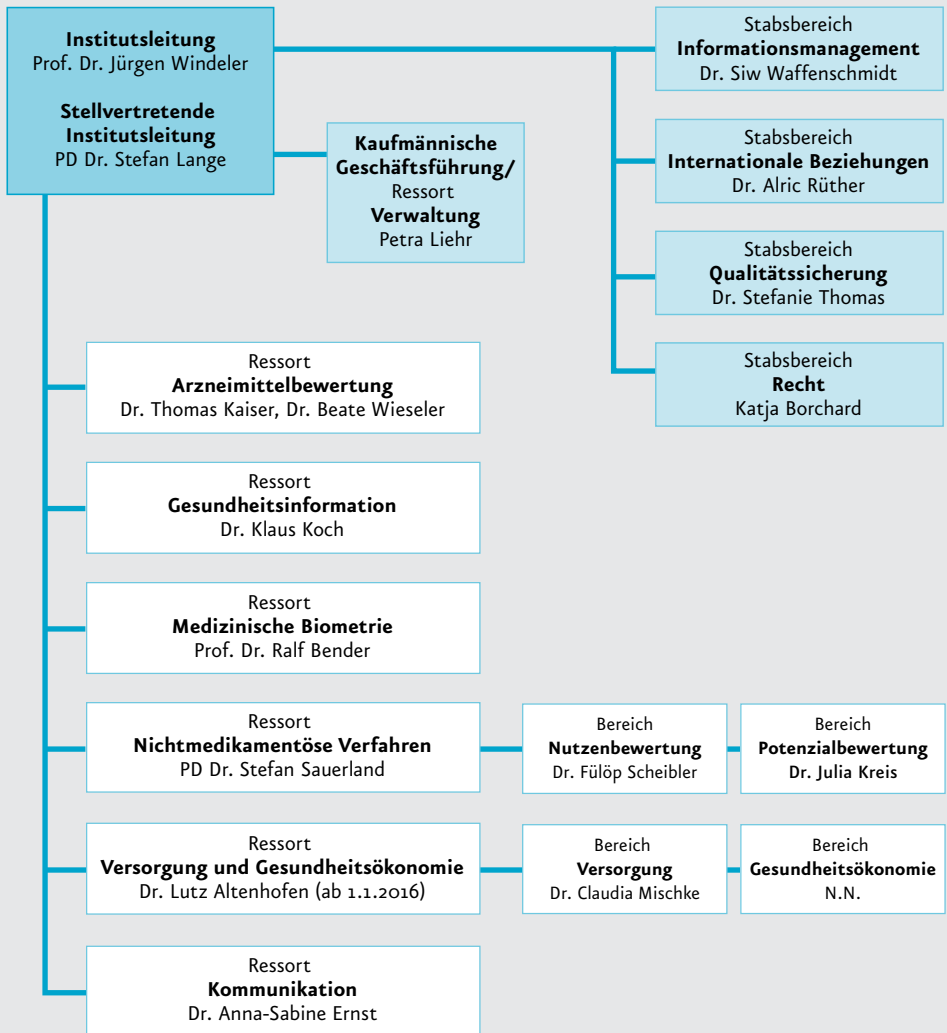 Institutsleitung
Prof. Dr. Jürgen Windeler
Stellvertretende
Institutsleitung
PD Dr. Stefan Lange
Kaufmännische
Geschäftsführung/
Ressort
Verwaltung
Petra Liehr
Stabsbereich
Informationsmanagement
Dr. Siw Waffenschmidt
Stabsbereich
Internationale Beziehungen
Dr. Alric Rüther
Stabsbereich
Qualitätssicherung
Dr. Stefanie Thomas
Stabsbereich
Recht
Katja Borchard
Ressort
Arzneimittelbewertung
Dr. Thomas Kaiser, Dr. Beate Wieseler
Ressort
Gesundheitsinformation
Dr. Klaus Koch
Ressort
Medizinische Biometrie
Prof. Dr. Ralf Bender
Ressort
Nichtmedikamentöse Verfahren
PD Dr. Stefan Sauerland
Bereich
Nutzenbewertung
Dr. Fülöp Scheibler
Bereich
Potenzialbewertung
Dr. Julia Kreis
Ressort
Versorgung und Gesundheitsökonomie
Dr. Lutz Altenhofen (ab 1.1.2016)
Bereich
Versorgung
Dr. Claudia Mischke
Bereich
Gesundheitsökonomie
N.N.
Ressort
Kommunikation
Dr. Anna-Sabine Ernst